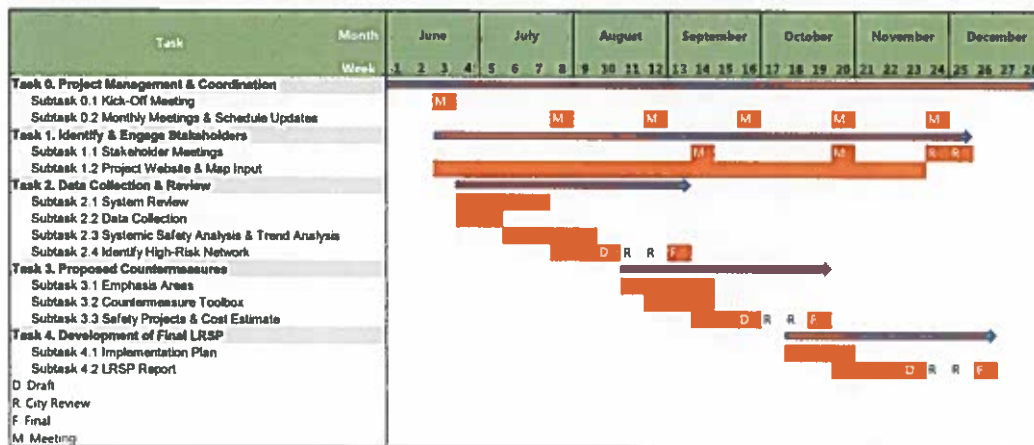 Month June July August September October November December
Task
Week 1 2 3 4 5 6 7 8 9 10 11 12 13 14 15 16 17 18 19 20 21 22 23 24 25 26 27 28
Task 0. Project Management & Coordination
Subtask 0.1 Kick-Off Meeting M
Subtask 0.2 Monthly Meetings & Schedule Updates M M M M M
Task 1. Identify & Engage Stakeholders
Subtask 1.1 Stakeholder Meetings M M R R
Subtask 1.2 Project Website & Map Input
Task 2. Data Collection & Review
Subtask 2.1 System Review
Subtask 2.2 Data Collection
Subtask 2.3 Systemic Safety Analysis & Trend Analysis
Subtask 2.4 Identify High-Risk Network D R R F
Task 3. Proposed Countermeasures
Subtask 3.1 Emphasis Areas
Subtask 3.2 Countermeasure Toolbox
Subtask 3.3 Safety Projects & Cost Estimate D R R F
Task 4. Development of Final LRSP
Subtask 4.1 Implementation Plan
Subtask 4.2 LRSP Report D R R F
D Draft
R City Review
F Final
M Meeting